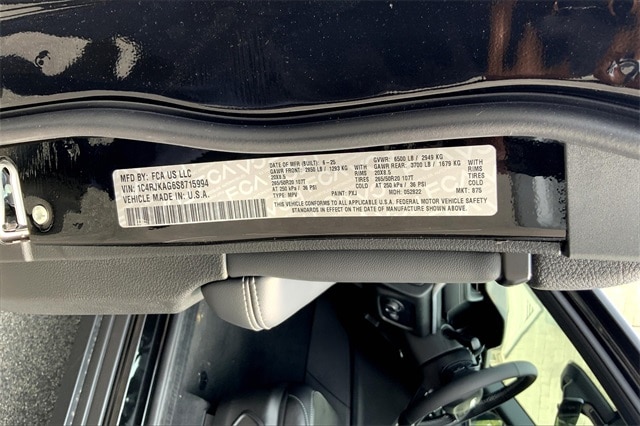 MFD BY: FCA US LLC
VIN: 1C4RJKAG6S8715994
VEHICLE MADE IN: U.S.A.
DATE OF MFR (BUILT): 6-25
GAWR FRONT: 2850 LB / 1293 KG WITH
20X8.5 RIMS
265/50R20 107T TIRES
AT 250 kPa / 36 PSI COLD
TYPE: MPV PAINT: PXJ
GVWR: 6500 LB / 2949 KG
GAWR REAR: 3700 LB / 1679 KG WITH
20X8.5 RIMS
265/50R20 107T TIRES
AT 250 kPa / 36 PSI COLD
MDH: 052822 MKT: 875
THIS VEHICLE CONFORMS TO ALL APPLICABLE U.S.A. FEDERAL MOTOR VEHICLE SAFETY
STANDARDS IN EFFECT ON THE DATE OF MANUFACTURE SHOWN ABOVE.